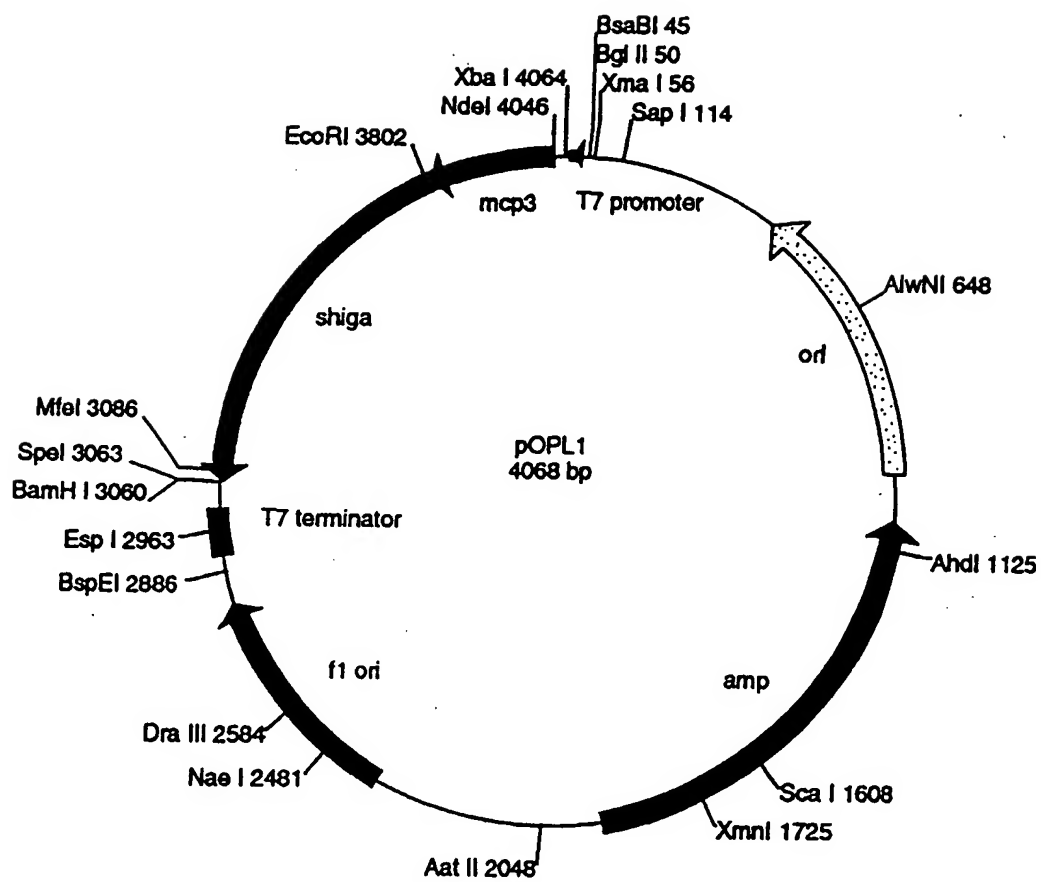 BsaBI 45
Bgl II 50
Xba I 4064
Xma I 56
NdeI 4046
Sap I 114
EcoRI 3802
mcp3
T7 promoter
AlwNI 648
shiga
ori
MfeI 3086
pOPL1
4068 bp
SpeI 3063
BamH I 3060
T7 terminator
Esp I 2963
AhdI 1125
BspEI 2886
f1 ori
amp
Dra III 2584
Nae I 2481
Sca I 1608
XmnI 1725
Aat II 2048